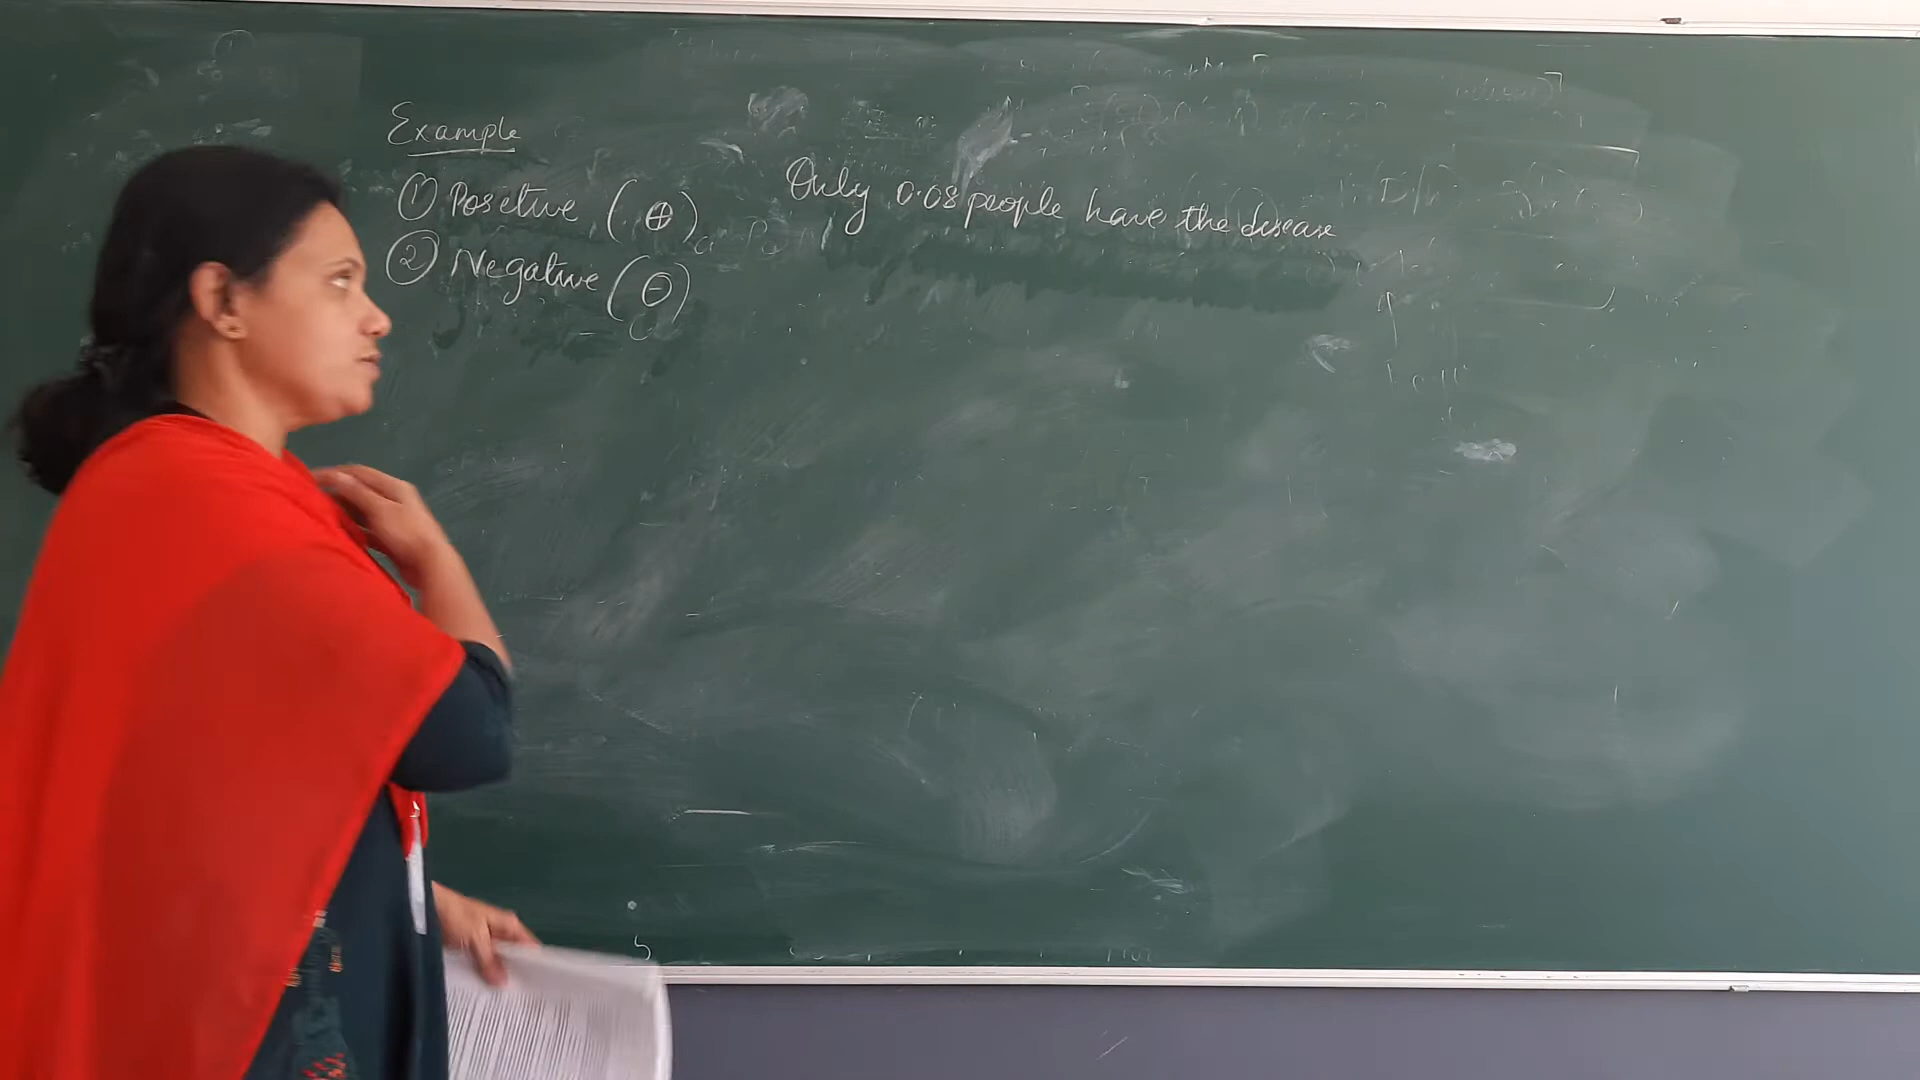 Example
① Positive (⊕)
② Negative (⊖)
Only 0.08 people have the disease